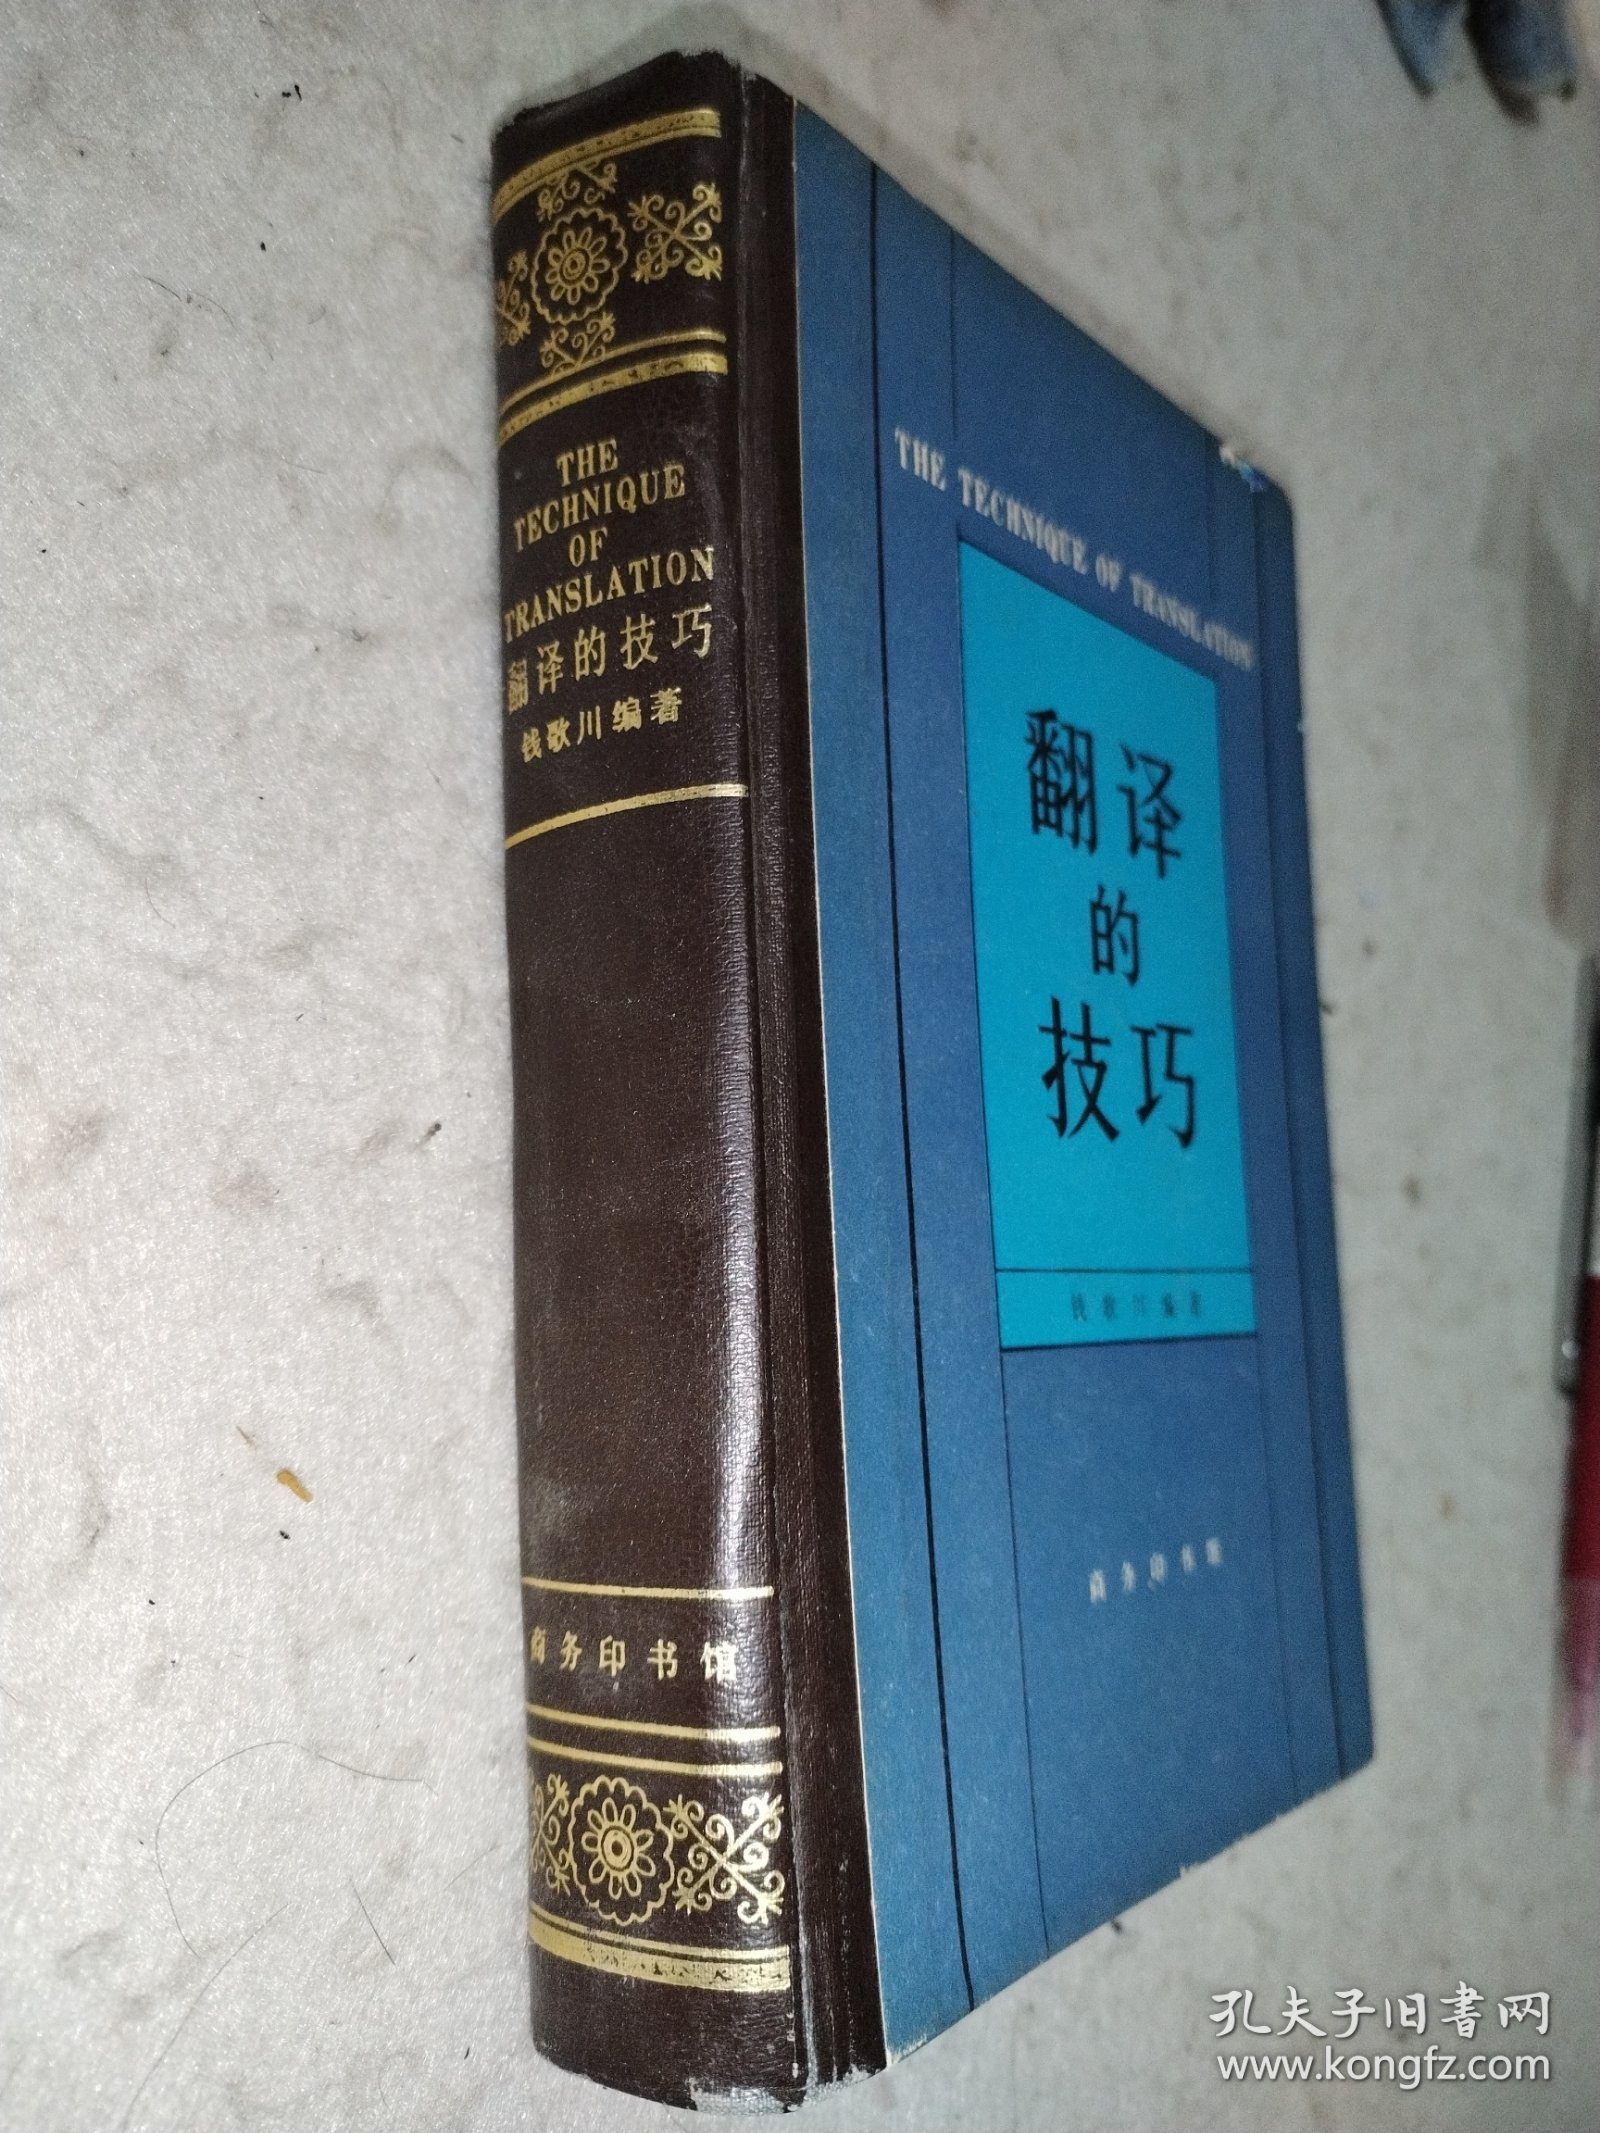 THE
TECHNIQUE
OF
TRANSLATION
翻译的技巧
钱歌川编著
商务印书馆
THE TECHNIQUE OF TRANSLATION
翻译
的
技巧
钱歌川编著
商务印书馆
孔夫子旧書网
www.kongfz.com